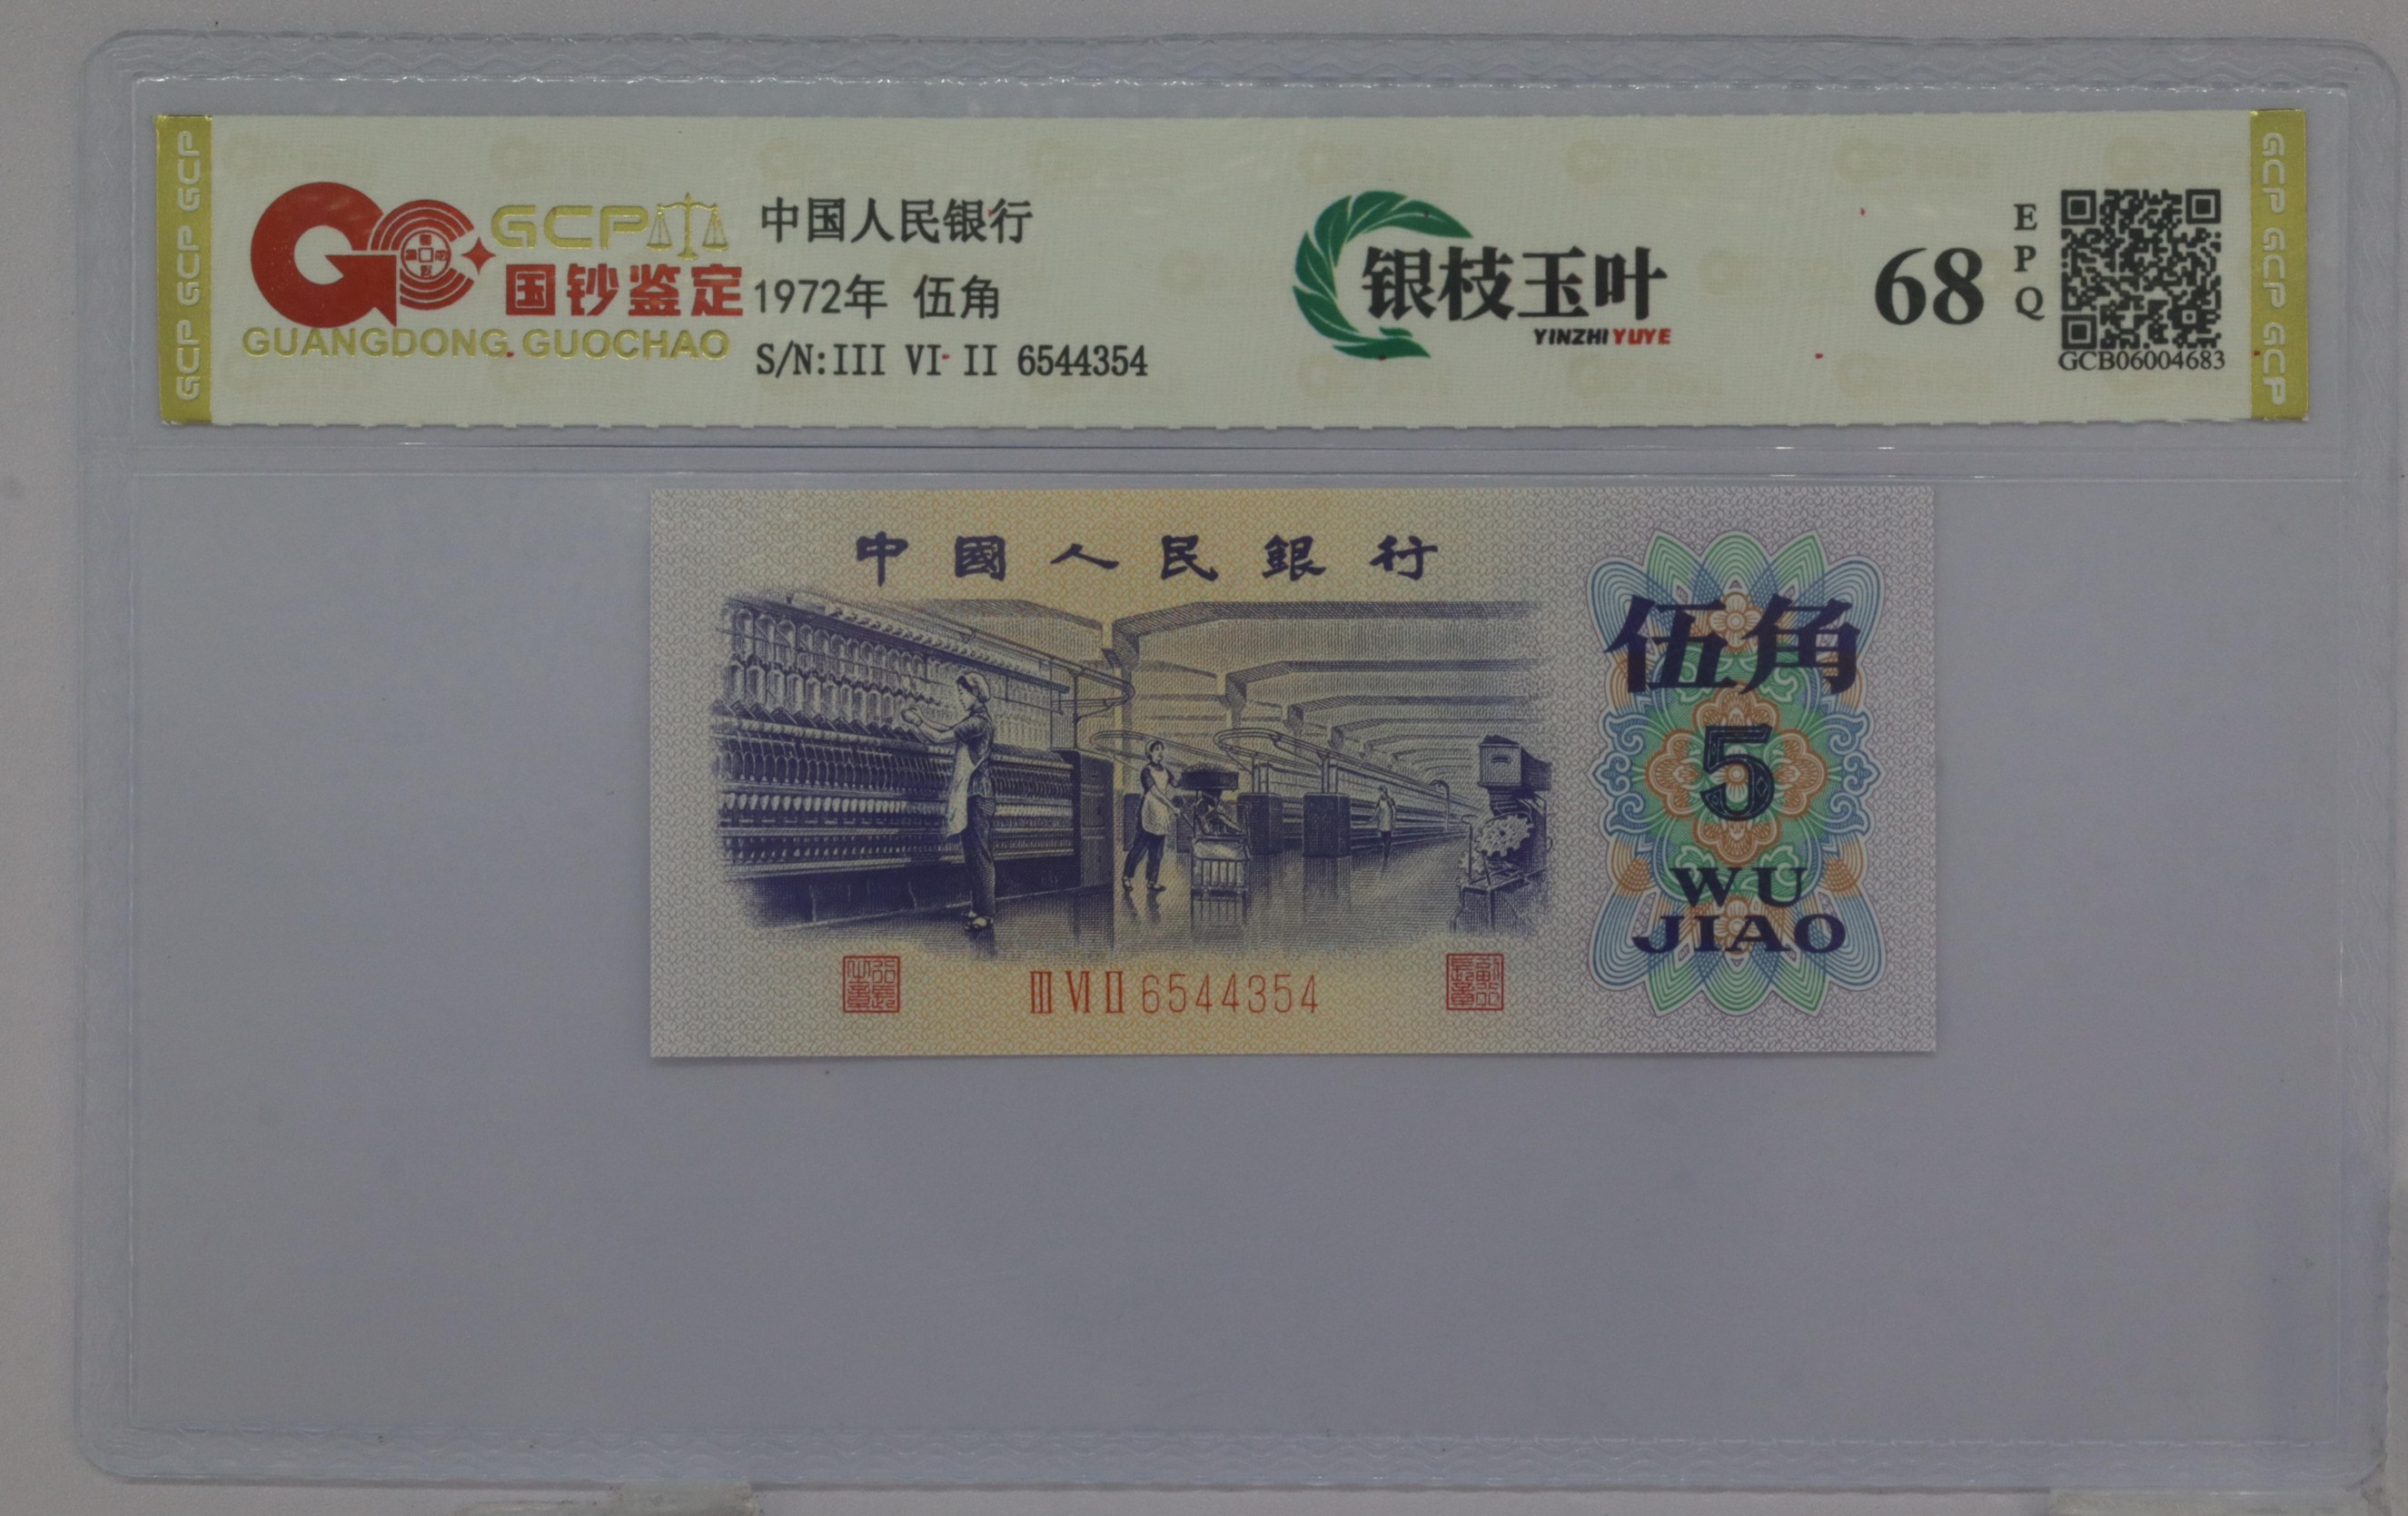 GCP GCP GCP
GCP
国钞鉴定
GUANGDONG GUOCHAO
中国人民银行
1972年 伍角
S/N:III VI II 6544354
银枝玉叶
YINZHI YUYE
68
EPQ
GCB06004683
GCP GCP GCP
中國人民銀行
伍角
5
WU
JIAO
III VI II 6544354